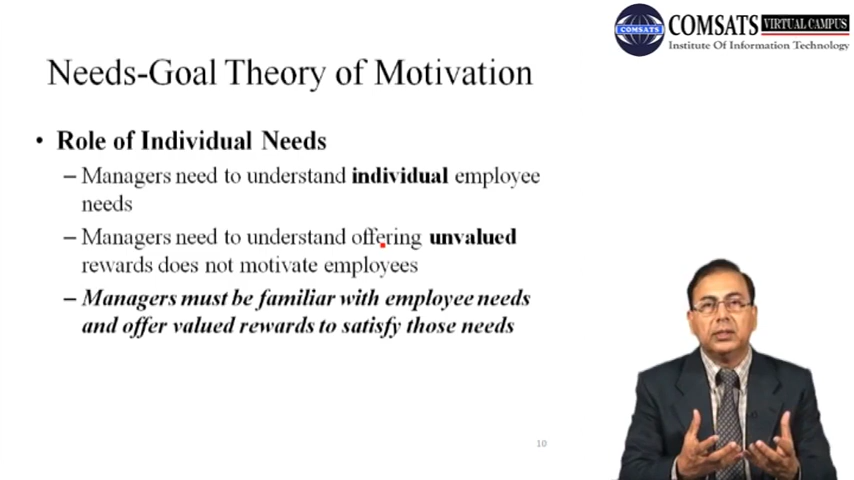 COMSATS VIRTUAL CAMPUS
COMSATS
Institute Of Information Technology
Needs-Goal Theory of Motivation
• Role of Individual Needs
– Managers need to understand individual employee
needs
– Managers need to understand offering unvalued
rewards does not motivate employees
– Managers must be familiar with employee needs
and offer valued rewards to satisfy those needs
10